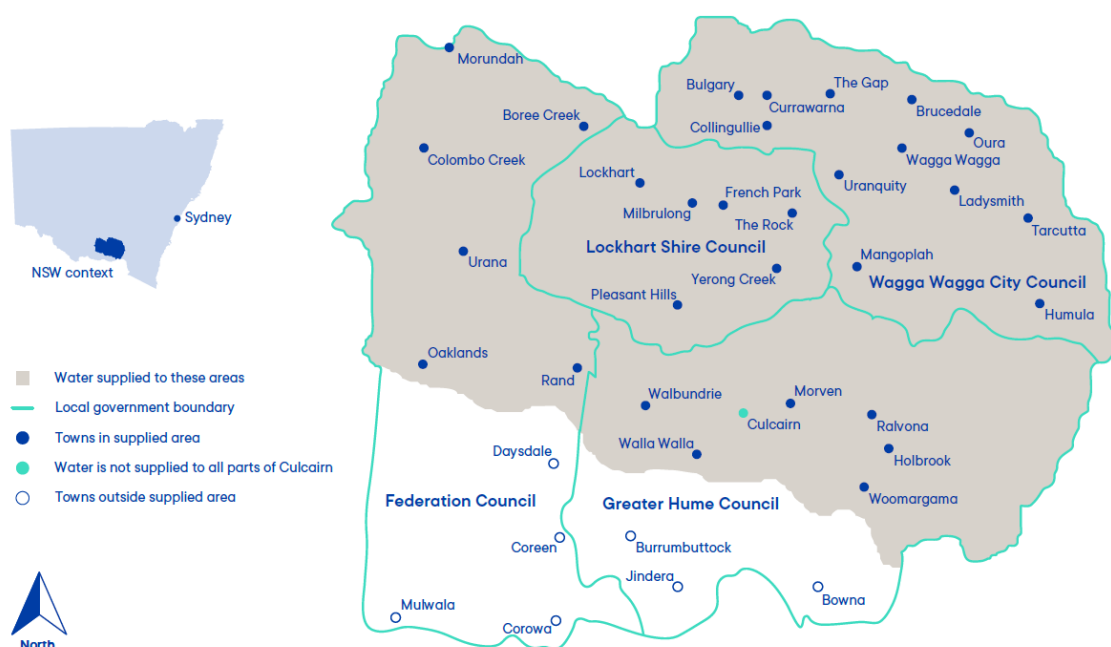 Morundah
Bulgary
The Gap
Currawarna
Brucedale
Boree Creek
Collingullie
Oura
Colombo Creek
Wagga Wagga
Lockhart
French Park
Uranquity
Ladysmith
Milbrulong
The Rock
Tarcutta
Sydney
Lockhart Shire Council
Urana
Mangoplah
NSW context
Yerong Creek
Wagga Wagga City Council
Pleasant Hills
Humula
Oaklands
Water supplied to these areas
Rand
Local government boundary
Walbundrie
Morven
Towns in supplied area
Culcairn
Ralvona
Walla Walla
Daysdale
Holbrook
Water is not supplied to all parts of Culcairn
Towns outside supplied area
Federation Council
Greater Hume Council
Woomargama
Coreen
Burrumbuttock
Jindera
Bowna
Mulwala
Corowa
North